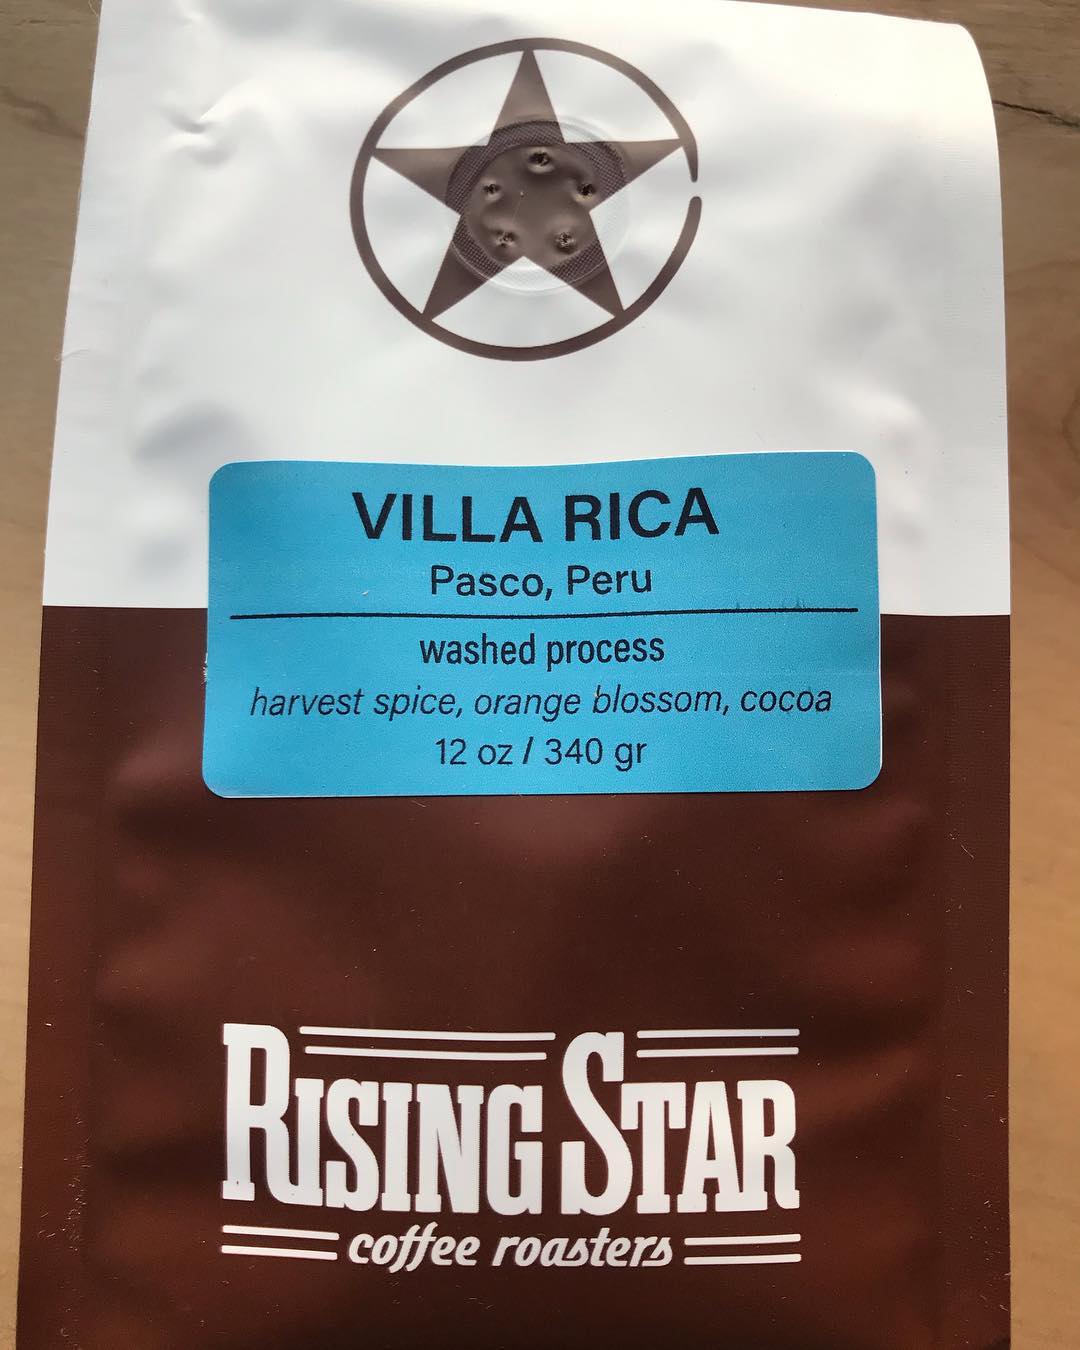 VILLA RICA
Pasco, Peru
washed process
harvest spice, orange blossom, cocoa
12 oz / 340 gr
RISING STAR
coffee roasters